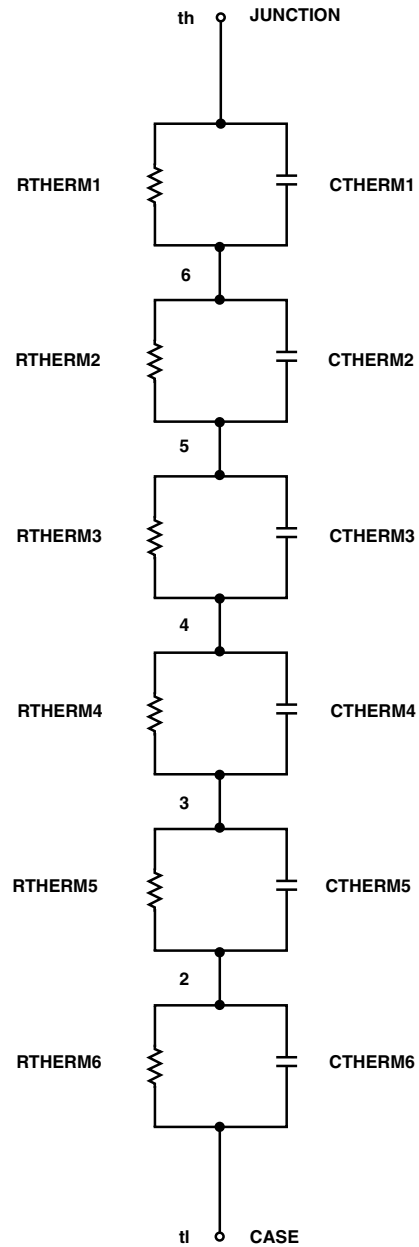 th JUNCTION
RTHERM1 CTHERM1
6
RTHERM2 CTHERM2
5
RTHERM3 CTHERM3
4
RTHERM4 CTHERM4
3
RTHERM5 CTHERM5
2
RTHERM6 CTHERM6
tl CASE